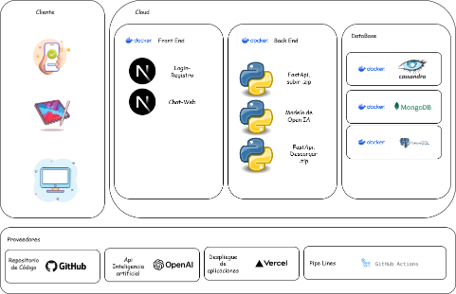 Cliente
Cloud
docker Front End
Login-
Registro
Chat-Web
docker Back End
FastApi,
subir .zip
Modelo de
Open IA
FastApi,
Descargar
.zip
DataBase
docker cassandra
docker MongoDB
docker PostgreSQL
Proveedores
Repositorio
de Código
GitHub
Api
Inteligencia
artificial
OpenAI
Despliegue
de
aplicaciones
Vercel
Pipe Lines
GitHub Actions